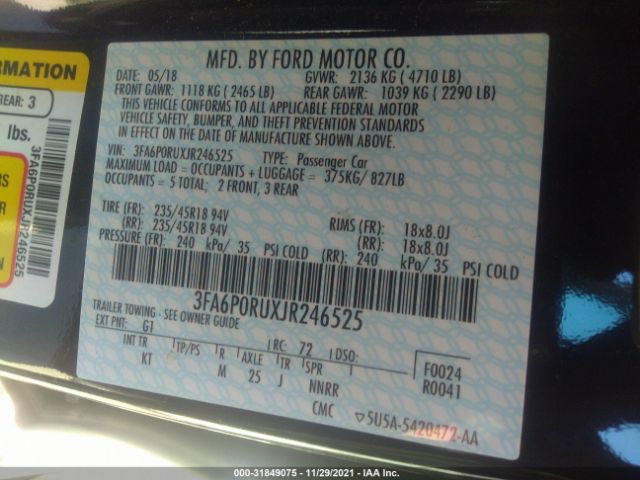 MFD. BY FORD MOTOR CO.
DATE: 05/18 GVWR: 2136 KG ( 4710 LB)
FRONT GAWR: 1118 KG ( 2465 LB) REAR GAWR: 1039 KG ( 2290 LB)
THIS VEHICLE CONFORMS TO ALL APPLICABLE FEDERAL MOTOR
VEHICLE SAFETY, BUMPER, AND THEFT PREVENTION STANDARDS
IN EFFECT ON THE DATE OF MANUFACTURE SHOWN ABOVE.
VIN: 3FA6P0RUXJR246525 TYPE: Passenger Car
MAXIMUM LOAD = OCCUPANTS + LUGGAGE = 375KG/ 827LB
OCCUPANTS = 5 TOTAL; 2 FRONT, 3 REAR
TIRE (FR): 235/45R18 94V RIMS (FR): 18x8.0J
(RR): 235/45R18 94V (RR): 18x8.0J
PRESSURE (FR): 240 kPa/ 35 PSI COLD (RR): 240 kPa/ 35 PSI COLD
3FA6P0RUXJR246525
TRAILER TOWING - SEE OWNER GUIDE
EXT PNT: G1 RC: 72 DSO:
INT TR TP/PS R AXLE TR SPR F0024
KT M 25 J NNRR R0041
CMC 5U5A-5420472-AA
ORMATION
REAR: 3
lbs.
RS
R
3FA6P0RUXJR246525
000-31849075 — 11/29/2021 — IAA Inc.